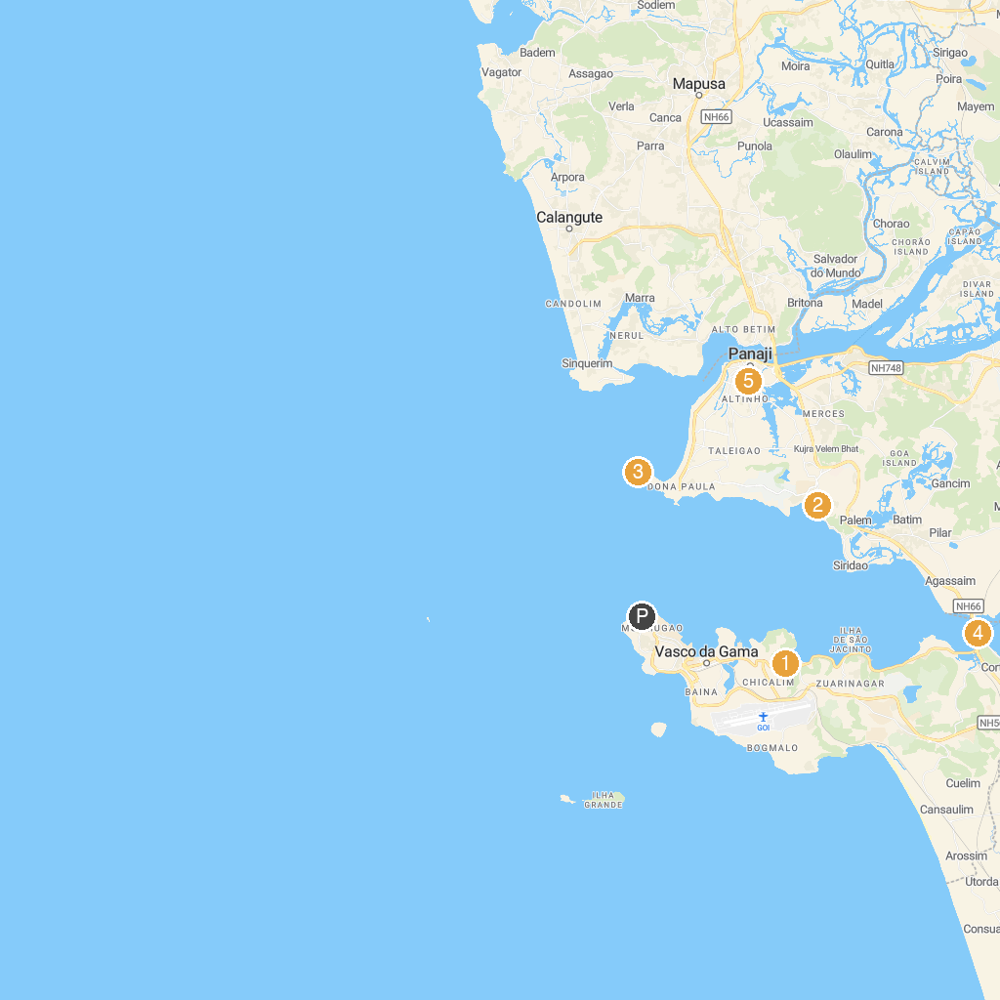 Sodiem
Badem
Sirigao
Quitla
Moira
Vagator
Assagao
Poira
Mapusa
Verla
Mayem
Canca
NH66
Ucassaim
Carona
Parra
Punola
Olaulim
CALVIM
ISLAND
Arpora
Calangute
Chorao
CAPÃO
ISLAND
CHORÃO
ISLAND
Salvador
do Mundo
DIVAR
ISLAND
Marra
CANDOLIM
Britona
Madel
NERUL
ALTO BETIM
Panaji
Sinquerim
NH748
5
ALTINHO
MERCES
TALEIGAO
Kujra Velem Bhat
GOA
ISLAND
3
DONA PAULA
Gancim
2
Palem
Batim
Pilar
Siridao
Agassaim
NH66
P
ILHA
DE SÃO
JACINTO
4
Vasco da Gama
1
CHICALIM
ZUARINAGAR
BAINA
GOI
BOGMALO
Cuelim
ILHA
GRANDE
Cansaulim
Arossim
Utorda